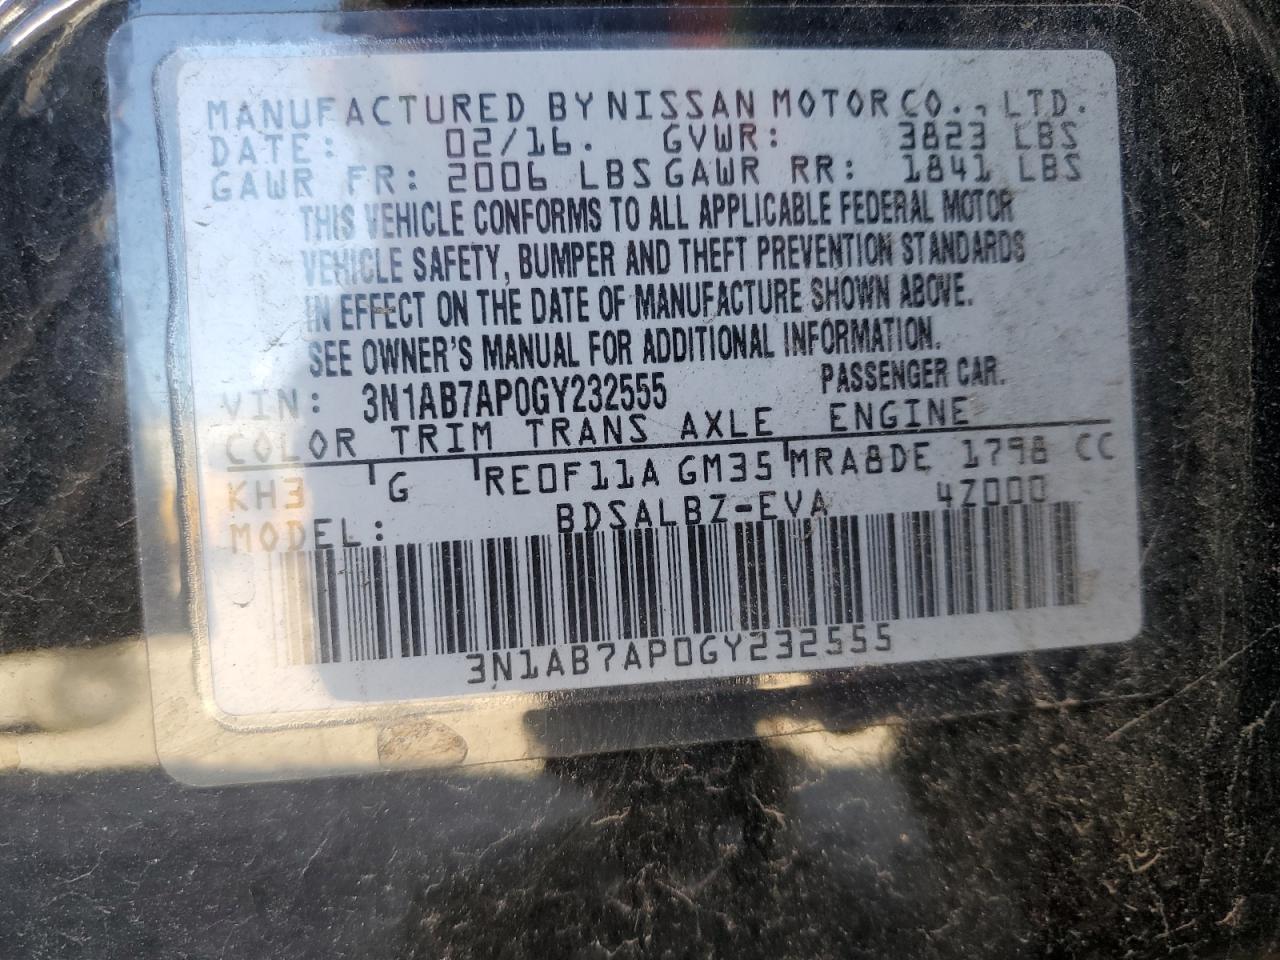 MANUFACTURED BY NISSAN MOTOR CO., LTD.
DATE: 02/16. GVWR: 3823 LBS
GAWR FR: 2006 LBS GAWR RR: 1841 LBS
THIS VEHICLE CONFORMS TO ALL APPLICABLE FEDERAL MOTOR
VEHICLE SAFETY, BUMPER AND THEFT PREVENTION STANDARDS
IN EFFECT ON THE DATE OF MANUFACTURE SHOWN ABOVE.
SEE OWNER'S MANUAL FOR ADDITIONAL INFORMATION.
VIN: 3N1AB7AP0GY232555 PASSENGER CAR.
COLOR TRIM TRANS AXLE ENGINE
KH3 G RE0F11A GM35 MRA8DE 1798 CC
MODEL: BDSALBZ-EVA 4Z000
3N1AB7AP0GY232555